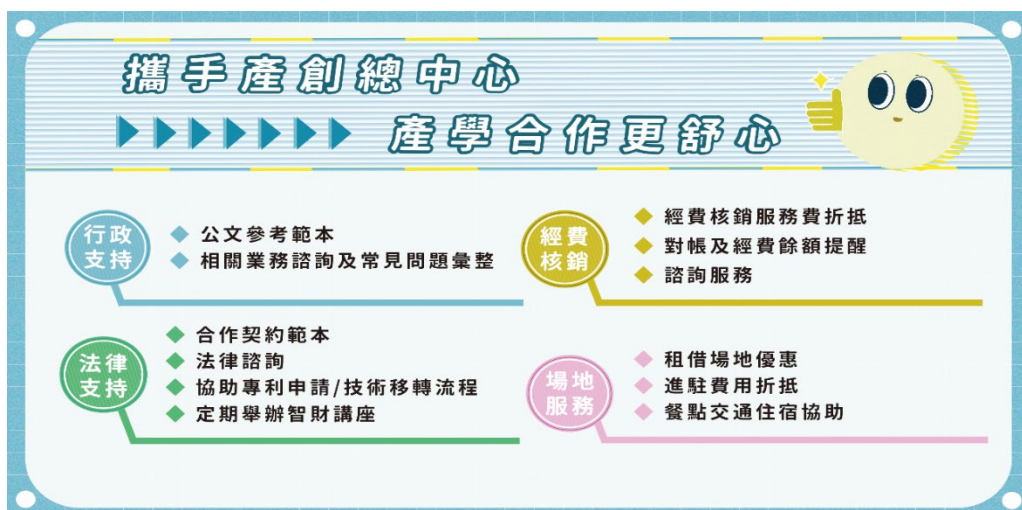 攜手產創總中心
產學合作更舒心
行政
支持
公文參考範本
相關業務諮詢及常見問題彙整
經費
核銷
經費核銷服務費折抵
對帳及經費餘額提醒
諮詢服務
法律
支持
合作契約範本
法律諮詢
協助專利申請/技術移轉流程
定期舉辦智財講座
場地
服務
租借場地優惠
進駐費用折抵
餐點交通住宿協助